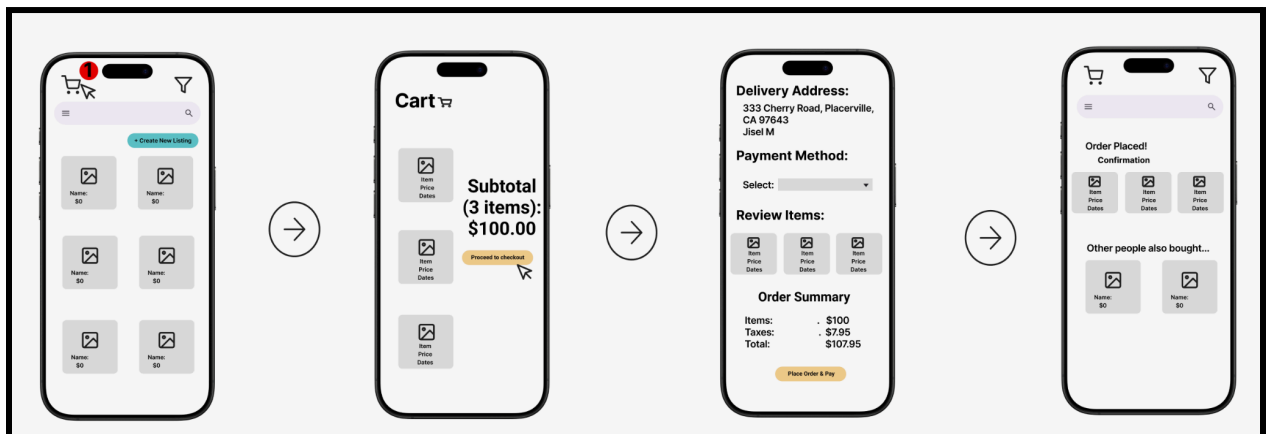 1
+ Create New Listing
Name:
$0
Name:
$0
Name:
$0
Name:
$0
Name:
$0
Name:
$0
Cart
Item
Price
Dates
Item
Price
Dates
Item
Price
Dates
Subtotal
(3 items):
$100.00
Proceed to checkout
Delivery Address:
333 Cherry Road, Placerville,
CA 97643
Jisel M
Payment Method:
Select:
Review Items:
Item
Price
Dates
Item
Price
Dates
Item
Price
Dates
Order Summary
Items: . $100
Taxes: . $7.95
Total: $107.95
Place Order & Pay
Order Placed!
Confirmation
Item
Price
Dates
Item
Price
Dates
Item
Price
Dates
Other people also bought...
Name:
$0
Name:
$0